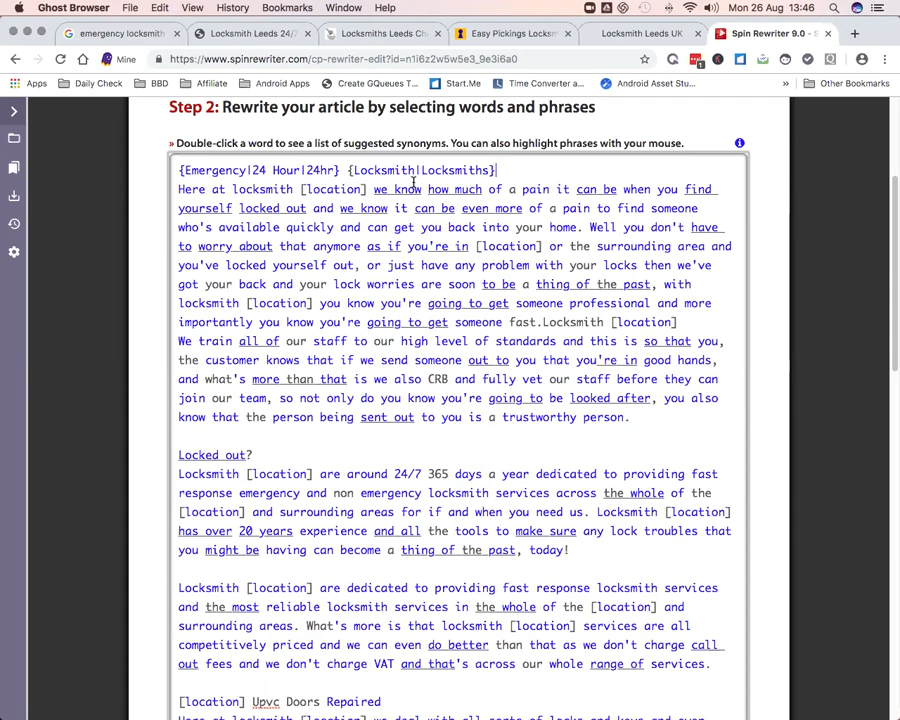 Ghost Browser File Edit View History Bookmarks Window Help Mon 26 Aug 13:46
emergency locksmith
Locksmith Leeds 24/7
Locksmiths Leeds Ch
Easy Pickings Locksm
Locksmith Leeds UK
Spin Rewriter 9.0 - S
Mine https://www.spinrewriter.com/cp-rewrite-edit?id=n1i6z2w5w5e3_9e3i6a0
Apps Daily Check BBD Affiliate Android Apps Create GQueues T... Start.Me Time Converter a... Android Asset Stu... » Other Bookmarks
Step 2: Rewrite your article by selecting words and phrases
» Double-click a word to see a list of suggested synonyms. You can also highlight phrases with your mouse.
{Emergency|24 Hour|24hr} {Locksmith|Locksmiths}
Here at locksmith [location] we know how much of a pain it can be when you find
yourself locked out and we know it can be even more of a pain to find someone
who's available quickly and can get you back into your home. Well you don't have
to worry about that anymore as if you're in [location] or the surrounding area and
you've locked yourself out, or just have any problem with your locks then we've
got your back and your lock worries are soon to be a thing of the past, with
locksmith [location] you know you're going to get someone professional and more
importantly you know you're going to get someone fast.Locksmith [location]
We train all of our staff to our high level of standards and this is so that you,
the customer knows that if we send someone out to you that you're in good hands,
and what's more than that is we also CRB and fully vet our staff before they can
join our team, so not only do you know you're going to be looked after, you also
know that the person being sent out to you is a trustworthy person.
Locked out?
Locksmith [location] are around 24/7 365 days a year dedicated to providing fast
response emergency and non emergency locksmith services across the whole of the
[location] and surrounding areas for if and when you need us. Locksmith [location]
has over 20 years experience and all the tools to make sure any lock troubles that
you might be having can become a thing of the past, today!
Locksmith [location] are dedicated to providing fast response locksmith services
and the most reliable locksmith services in the whole of the [location] and
surrounding areas. What's more is that locksmith [location] services are all
competitively priced and we can even do better than that as we don't charge call
out fees and we don't charge VAT and that's across our whole range of services.
[location] Upvc Doors Repaired
Here at locksmith [location] we deal with all sorts of locks and keys and even